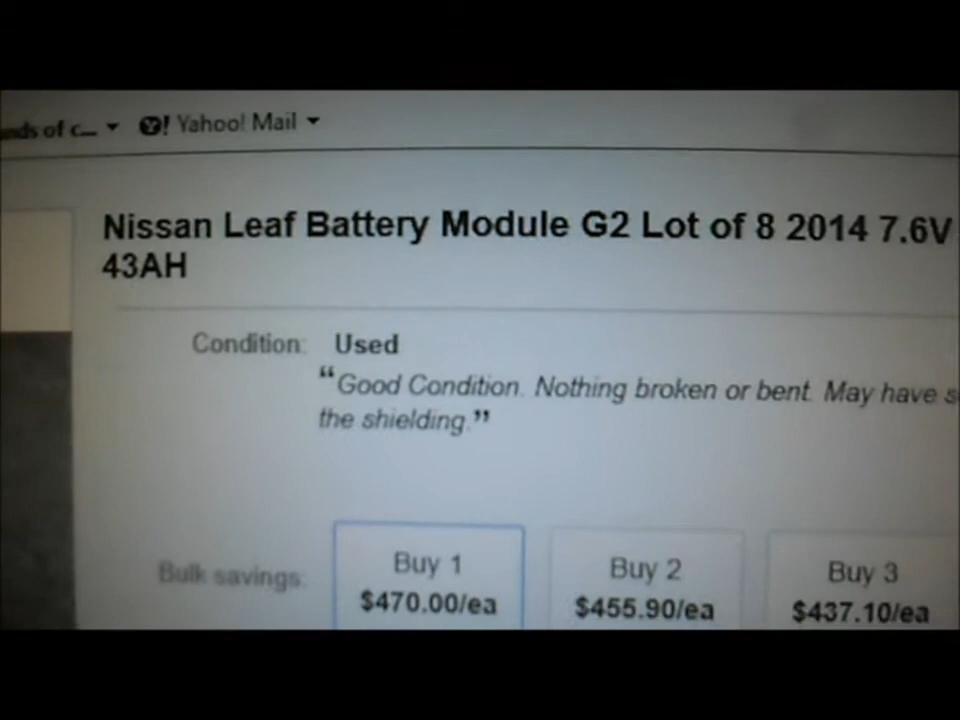 nds of c...
Y! Yahoo! Mail
Nissan Leaf Battery Module G2 Lot of 8 2014 7.6V
43AH
Condition: Used
“Good Condition. Nothing broken or bent. May have s
the shielding.”
Bulk savings:
Buy 1
$470.00/ea
Buy 2
$455.90/ea
Buy 3
$437.10/ea